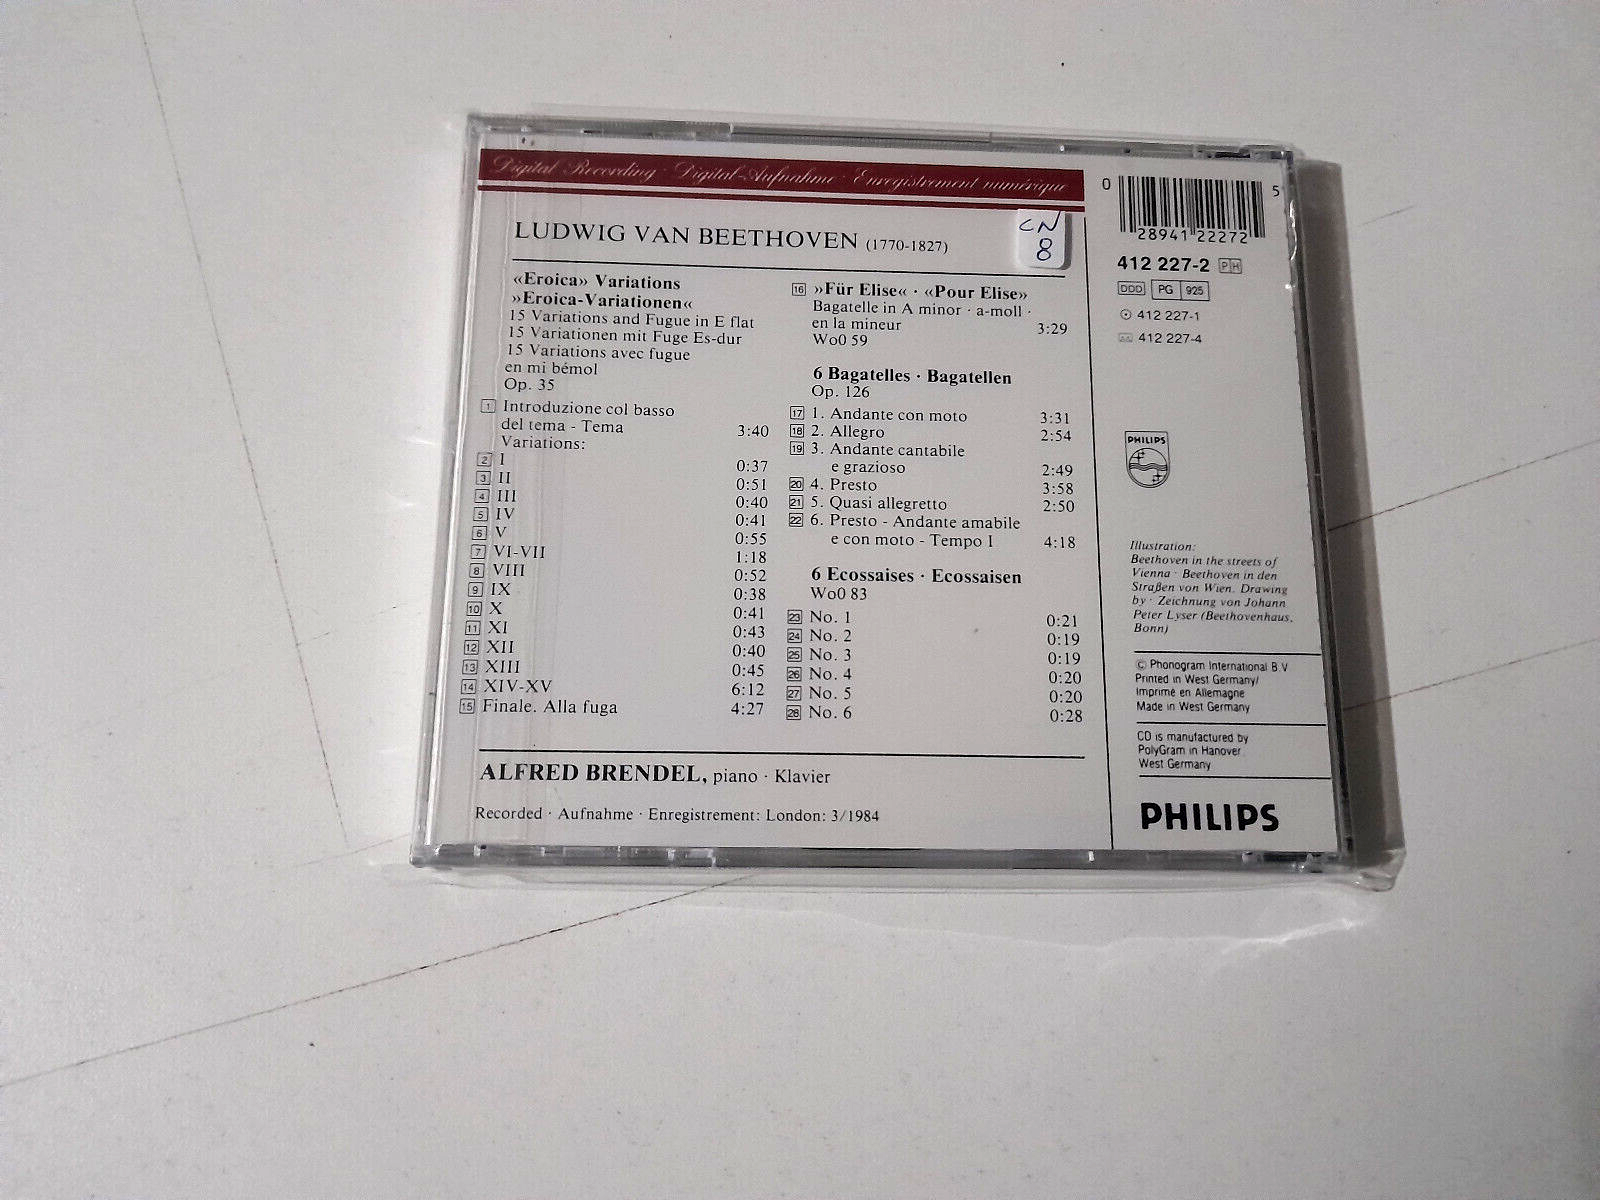 Digital Recording · Digital-Aufnahme · Enregistrement numérique
LUDWIG VAN BEETHOVEN (1770-1827)
CN
8
«Eroica» Variations
»Eroica-Variationen«
15 Variations and Fugue in E flat
15 Variationen mit Fuge Es-dur
15 Variations avec fugue
en mi bémol
Op. 35
1 Introduzione col basso
del tema - Tema 3:40
Variations:
2 I 0:37
3 II 0:51
4 III 0:40
5 IV 0:41
6 V 0:55
7 VI-VII 1:18
8 VIII 0:52
9 IX 0:38
10 X 0:41
11 XI 0:43
12 XII 0:40
13 XIII 0:45
14 XIV-XV 6:12
15 Finale. Alla fuga 4:27
16 »Für Elise« · «Pour Elise»
Bagatelle in A minor · a-moll ·
en la mineur 3:29
WoO 59
6 Bagatelles · Bagatellen
Op. 126
17 1. Andante con moto 3:31
18 2. Allegro 2:54
19 3. Andante cantabile
e grazioso 2:49
20 4. Presto 3:58
21 5. Quasi allegretto 2:50
22 6. Presto - Andante amabile
e con moto - Tempo I 4:18
6 Ecossaises · Ecossaisen
WoO 83
23 No. 1 0:21
24 No. 2 0:19
25 No. 3 0:19
26 No. 4 0:20
27 No. 5 0:20
28 No. 6 0:28
ALFRED BRENDEL, piano · Klavier
Recorded · Aufnahme · Enregistrement: London: 3/1984
0 28941 22272 5
412 227-2 PH
DDD PG 925
412 227-1
412 227-4
PHILIPS
Illustration:
Beethoven in the streets of
Vienna · Beethoven in den
Straßen von Wien. Drawing
by · Zeichnung von Johann
Peter Lyser (Beethovenhaus,
Bonn)
© Phonogram International B.V.
Printed in West Germany/
Imprimé en Allemagne
Made in West Germany
CD is manufactured by
PolyGram in Hanover
West Germany
PHILIPS